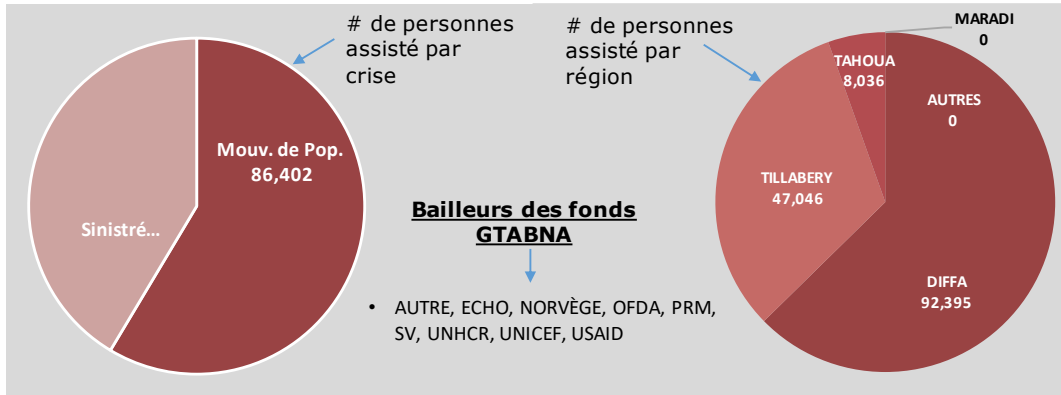 # de personnes
assisté par
crise
Mouv. de Pop.
86,402
Sinistré...
Bailleurs des fonds
GTABNA
• AUTRE, ECHO, NORVÈGE, OFDA, PRM,
SV, UNHCR, UNICEF, USAID
# de personnes
assisté par
région
MARADI
0
TAHOUA
8,036
AUTRES
0
TILLABERY
47,046
DIFFA
92,395